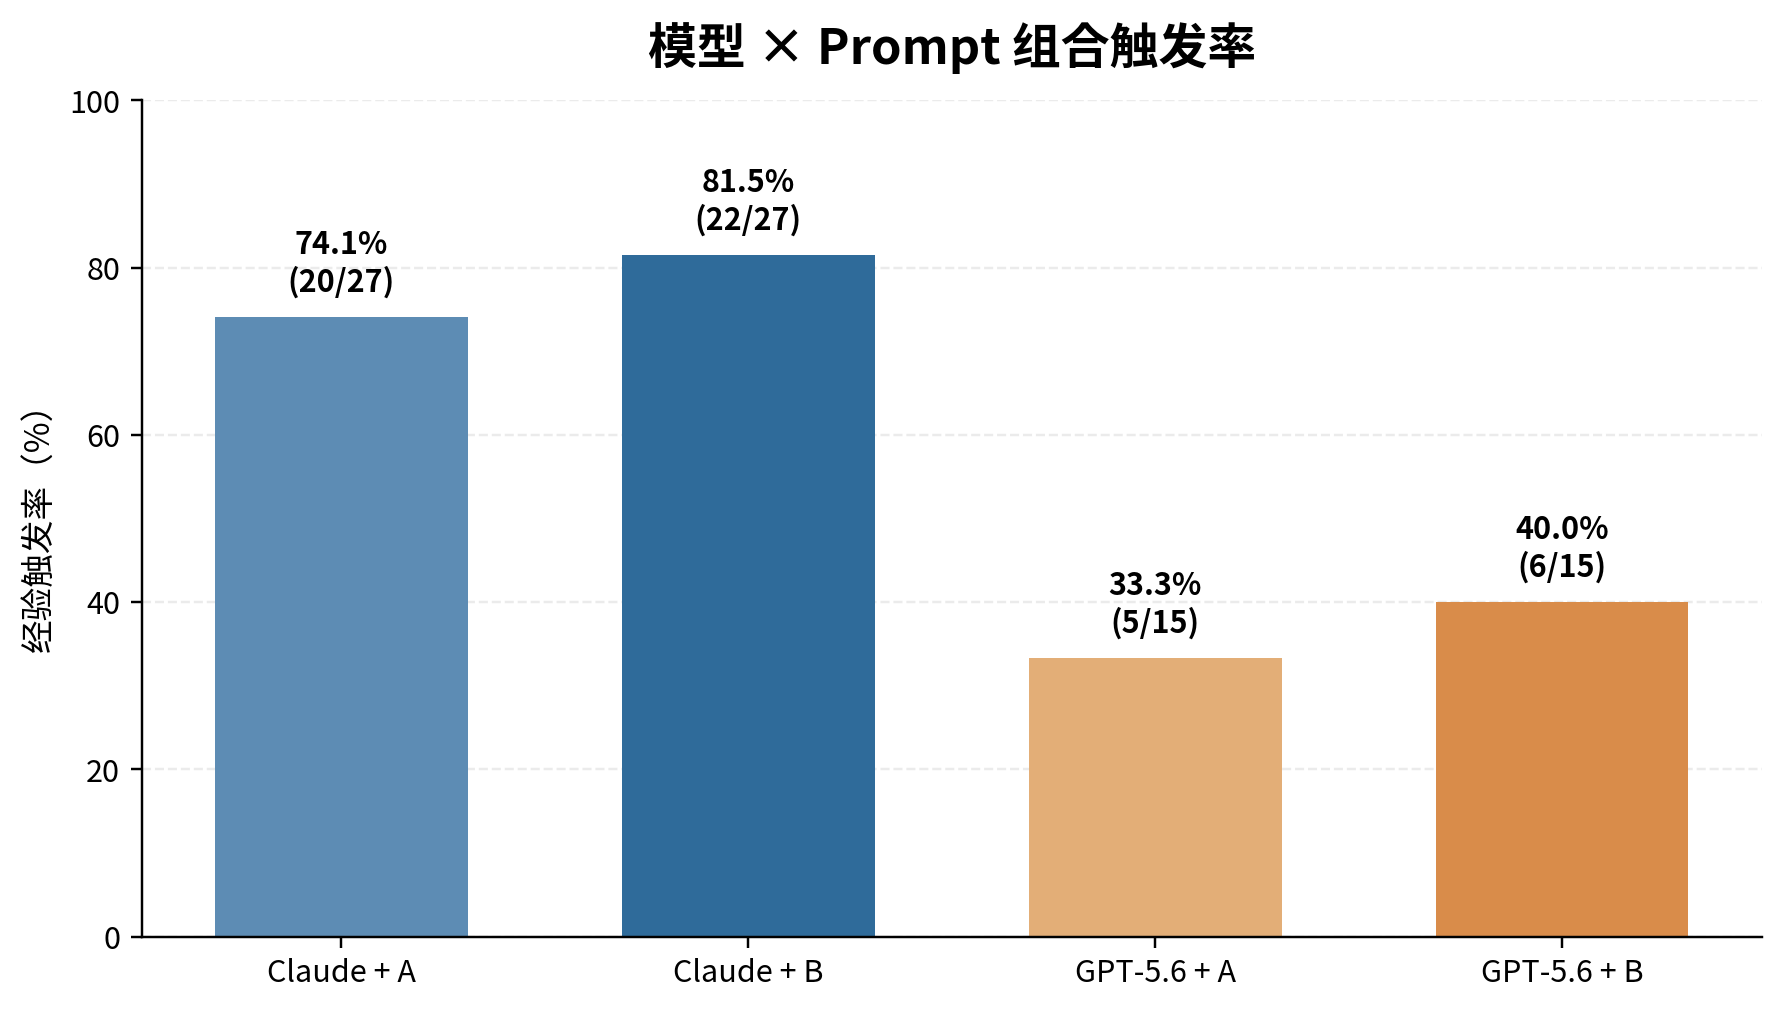 模型 × Prompt 组合触发率
经验触发率（%）
100
80
60
40
20
0
74.1%
(20/27)
81.5%
(22/27)
33.3%
(5/15)
40.0%
(6/15)
Claude + A
Claude + B
GPT-5.6 + A
GPT-5.6 + B